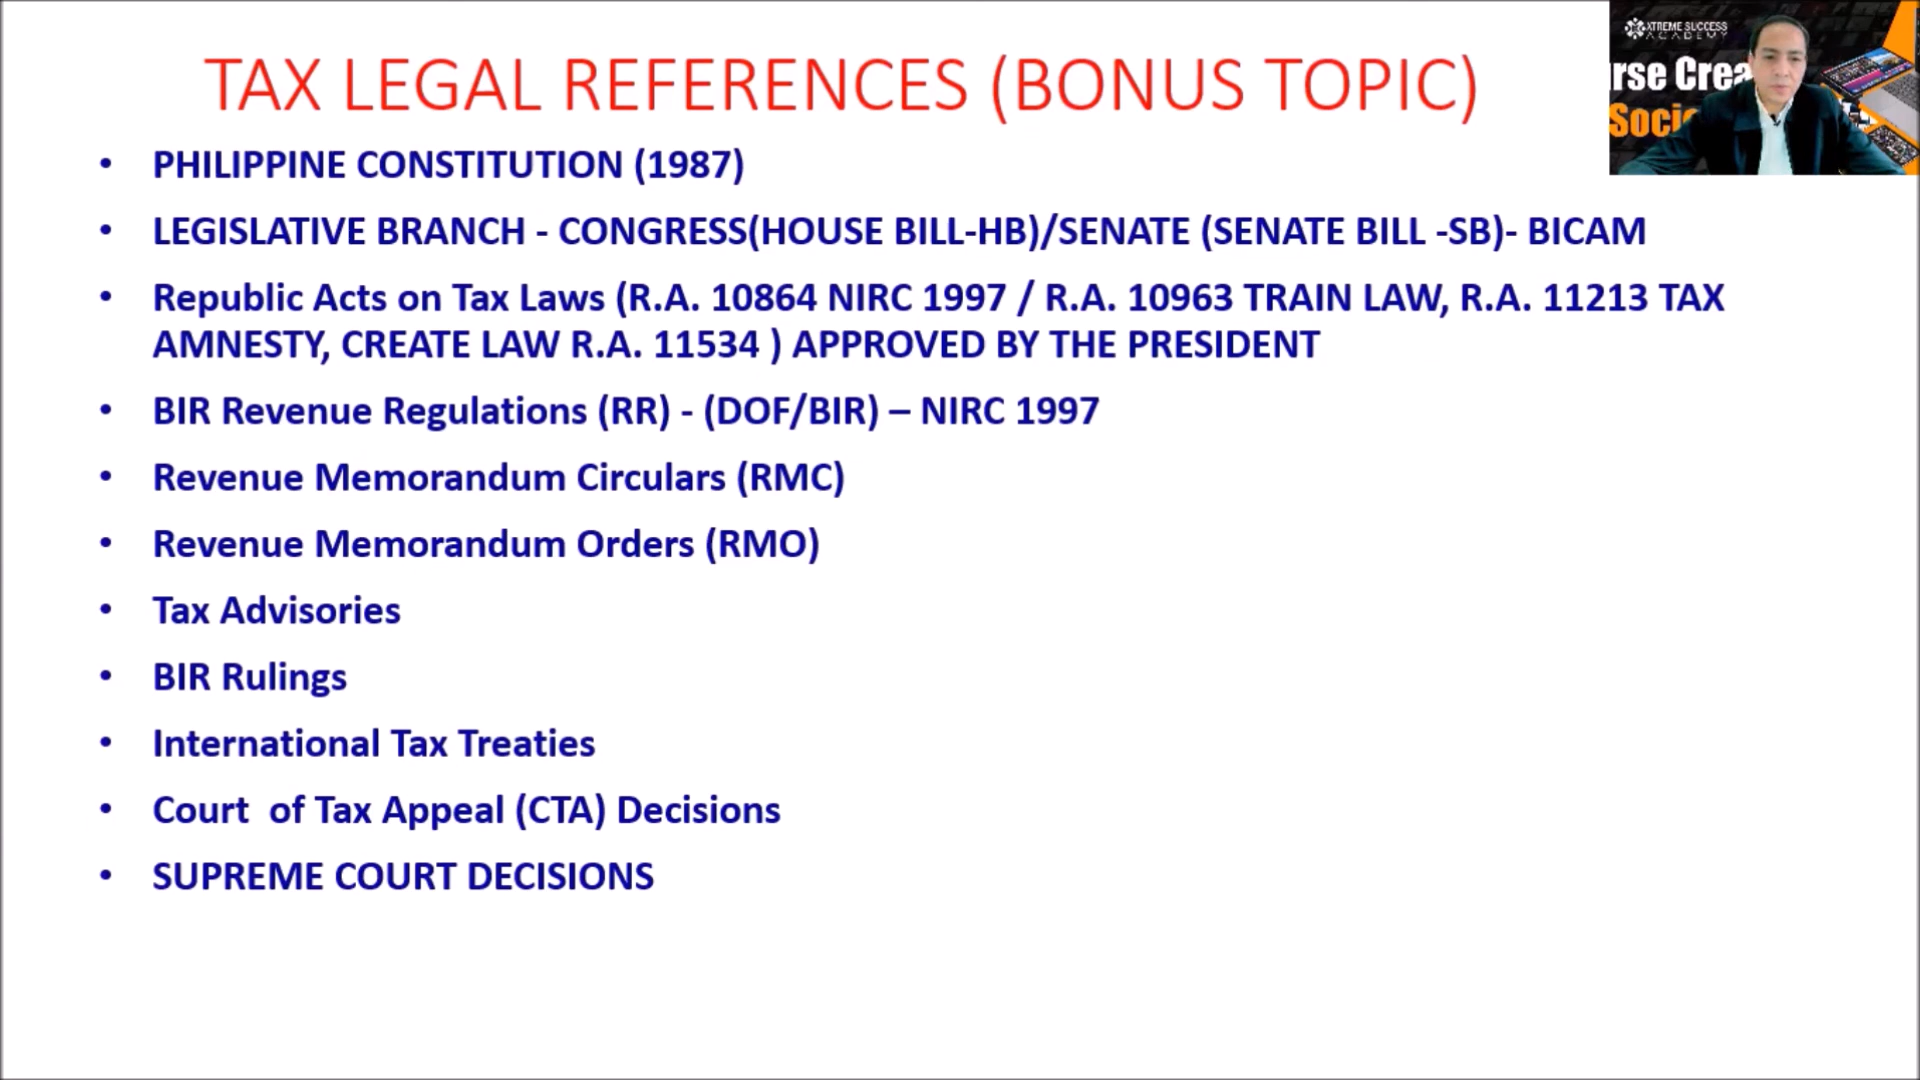 TAX LEGAL REFERENCES (BONUS TOPIC)
XTREME SUCCESS
ACADEMY
• PHILIPPINE CONSTITUTION (1987)
• LEGISLATIVE BRANCH - CONGRESS(HOUSE BILL-HB)/SENATE (SENATE BILL -SB)- BICAM
• Republic Acts on Tax Laws (R.A. 10864 NIRC 1997 / R.A. 10963 TRAIN LAW, R.A. 11213 TAX
AMNESTY, CREATE LAW R.A. 11534 ) APPROVED BY THE PRESIDENT
• BIR Revenue Regulations (RR) - (DOF/BIR) – NIRC 1997
• Revenue Memorandum Circulars (RMC)
• Revenue Memorandum Orders (RMO)
• Tax Advisories
• BIR Rulings
• International Tax Treaties
• Court  of Tax Appeal (CTA) Decisions
• SUPREME COURT DECISIONS